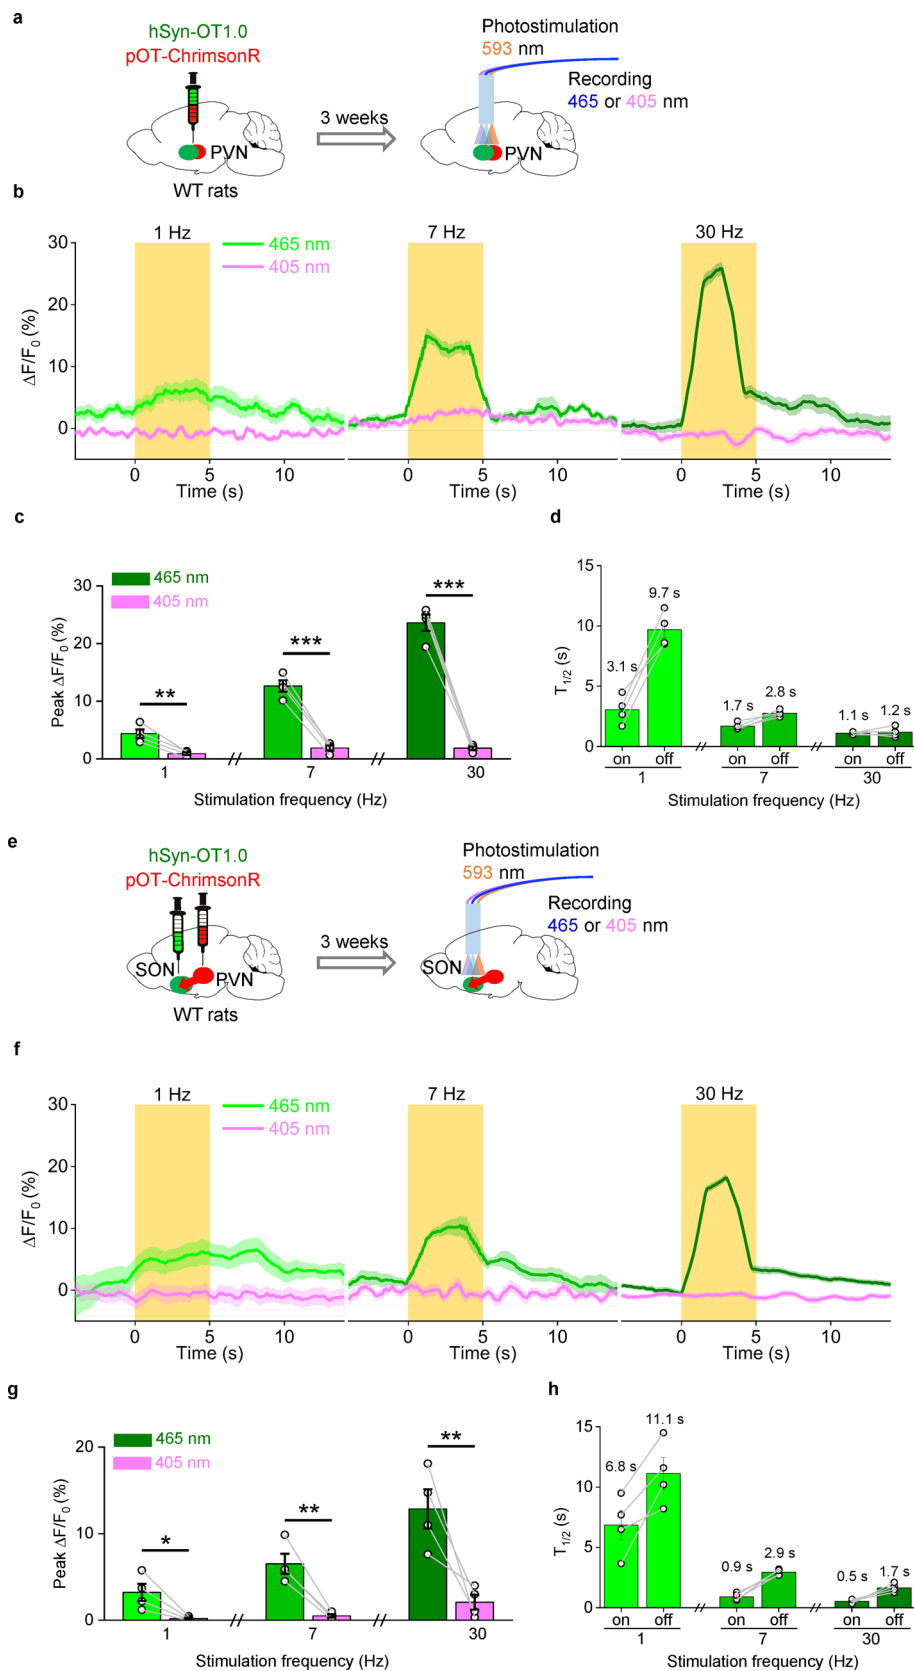 a
hSyn-OT1.0
pOT-ChrimsonR
3 weeks
PVN
WT rats
Photostimulation
593 nm
Recording
465 or 405 nm
PVN
b
1 Hz
465 nm
405 nm
7 Hz
30 Hz
ΔF/F0 (%)
30
20
10
0
0 5 10
Time (s)
0 5 10
Time (s)
0 5 10
Time (s)
c
465 nm
405 nm
Peak ΔF/F0 (%)
30
20
10
0
**
***
***
1 // 7 // 30
Stimulation frequency (Hz)
d
T1/2 (s)
15
10
5
0
3.1 s
9.7 s
1.7 s
2.8 s
1.1 s
1.2 s
on off // on off // on off
1 7 30
Stimulation frequency (Hz)
e
hSyn-OT1.0
pOT-ChrimsonR
SON
PVN
WT rats
3 weeks
Photostimulation
593 nm
Recording
465 or 405 nm
SON
f
1 Hz
465 nm
405 nm
7 Hz
30 Hz
ΔF/F0 (%)
30
20
10
0
0 5 10
Time (s)
0 5 10
Time (s)
0 5 10
Time (s)
g
465 nm
405 nm
Peak ΔF/F0 (%)
20
10
0
*
**
**
1 // 7 // 30
Stimulation frequency (Hz)
h
T1/2 (s)
15
10
5
0
6.8 s
11.1 s
0.9 s
2.9 s
0.5 s
1.7 s
on off // on off // on off
1 7 30
Stimulation frequency (Hz)